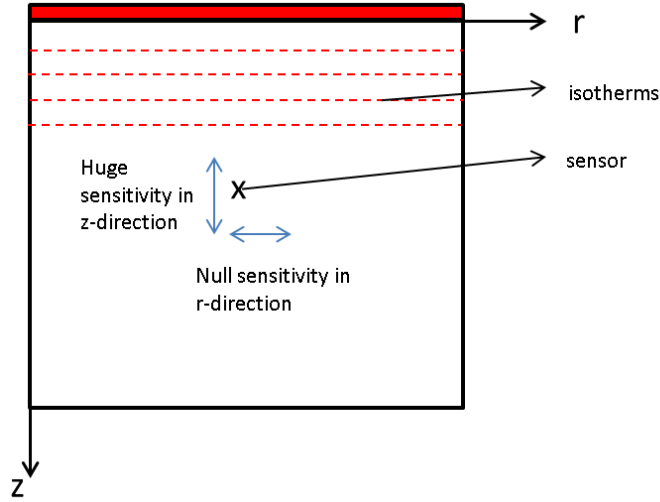 r
isotherms
sensor
Huge
sensitivity in
z-direction
x
Null sensitivity in
r-direction
z